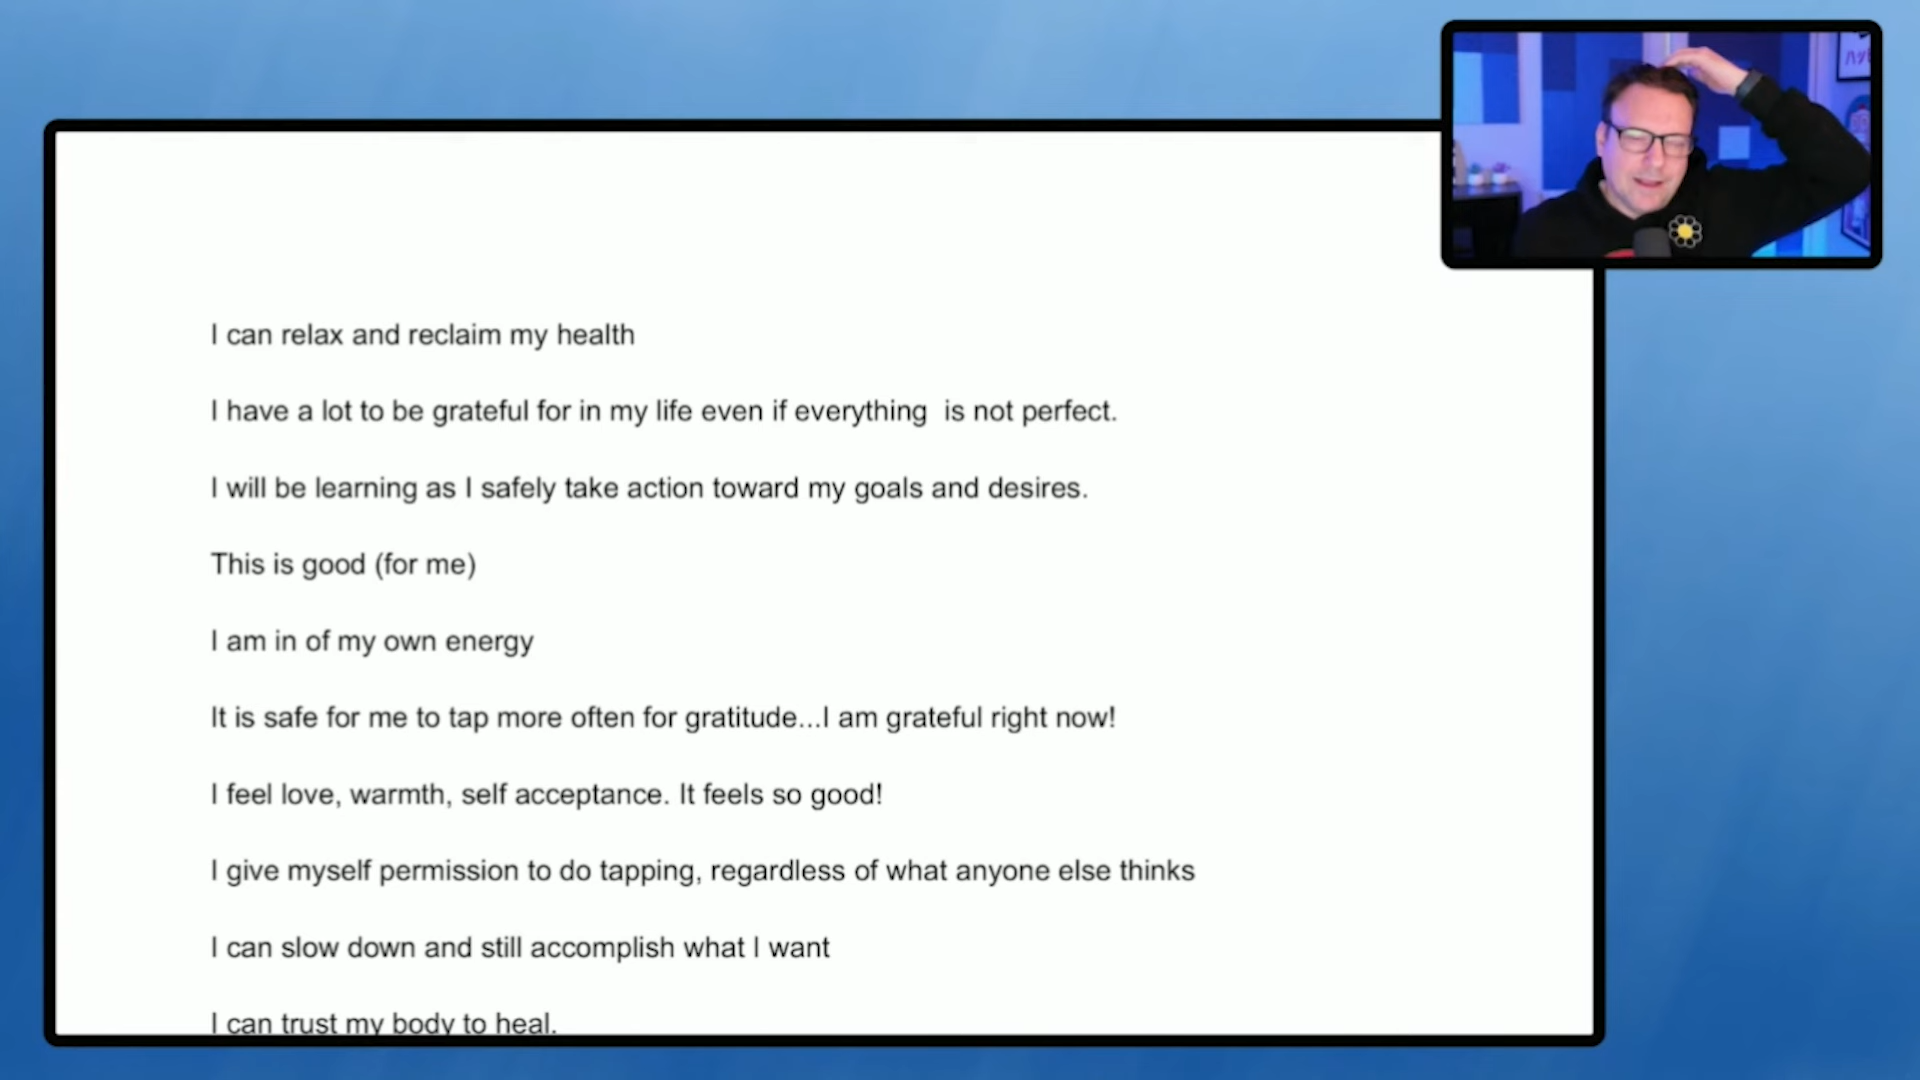 I can relax and reclaim my health
I have a lot to be grateful for in my life even if everything  is not perfect.
I will be learning as I safely take action toward my goals and desires.
This is good (for me)
I am in of my own energy
It is safe for me to tap more often for gratitude...I am grateful right now!
I feel love, warmth, self acceptance. It feels so good!
I give myself permission to do tapping, regardless of what anyone else thinks
I can slow down and still accomplish what I want
I can trust my body to heal.